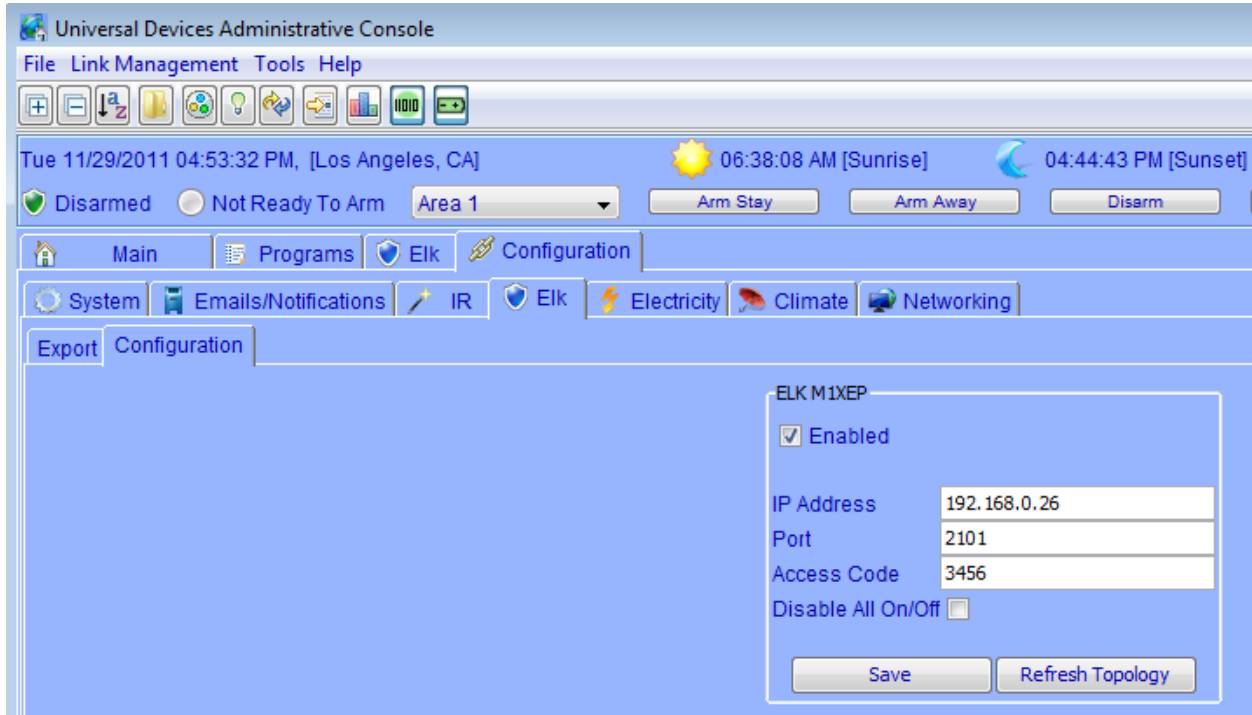 Universal Devices Administrative Console
File Link Management Tools Help
Tue 11/29/2011 04:53:32 PM, [Los Angeles, CA] 06:38:08 AM [Sunrise] 04:44:43 PM [Sunset]
Disarmed Not Ready To Arm Area 1 Arm Stay Arm Away Disarm
Main Programs Elk Configuration
System Emails/Notifications IR Elk Electricity Climate Networking
Export Configuration
ELK M1XEP
Enabled
IP Address 192.168.0.26
Port 2101
Access Code 3456
Disable All On/Off
Save Refresh Topology